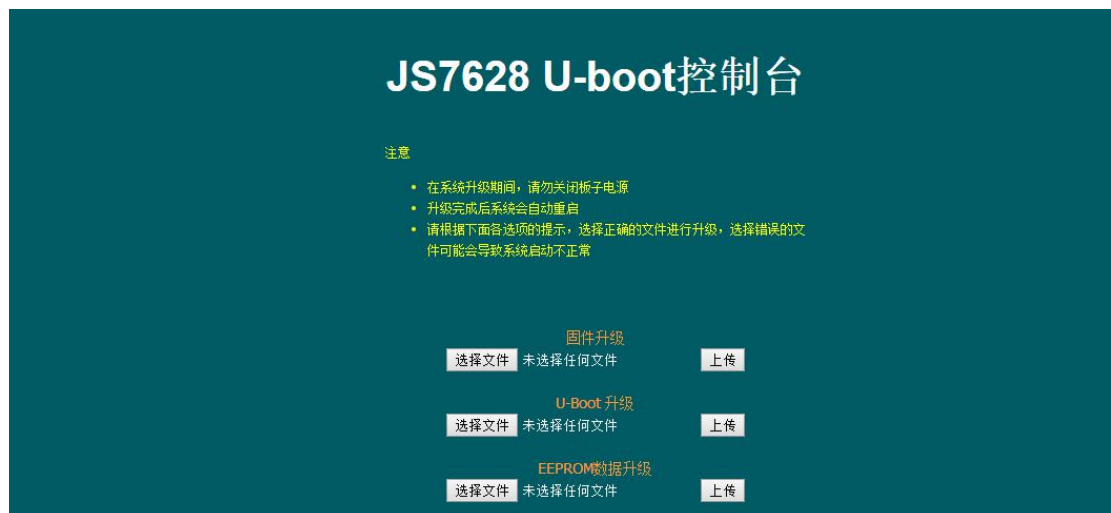 JS7628 U-boot控制台
注意
• 在系统升级期间，请勿关闭板子电源
• 升级完成后系统会自动重启
• 请根据下面各选项的提示，选择正确的文件进行升级，选择错误的文
件可能会导致系统启动不正常
固件升级
选择文件 未选择任何文件 上传
U-Boot 升级
选择文件 未选择任何文件 上传
EEPROM数据升级
选择文件 未选择任何文件 上传